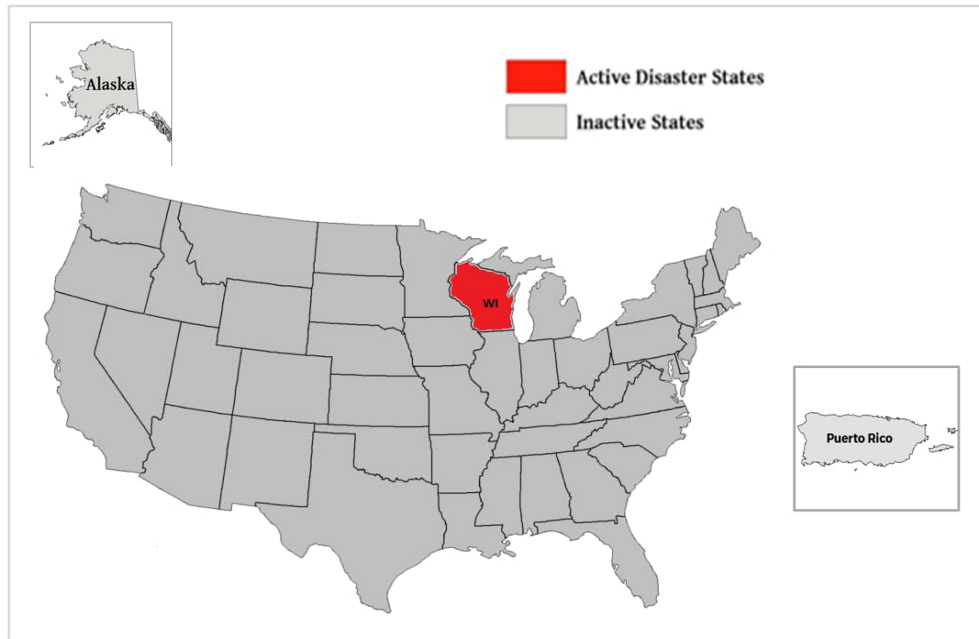 Alaska
Active Disaster States
Inactive States
WI
Puerto Rico